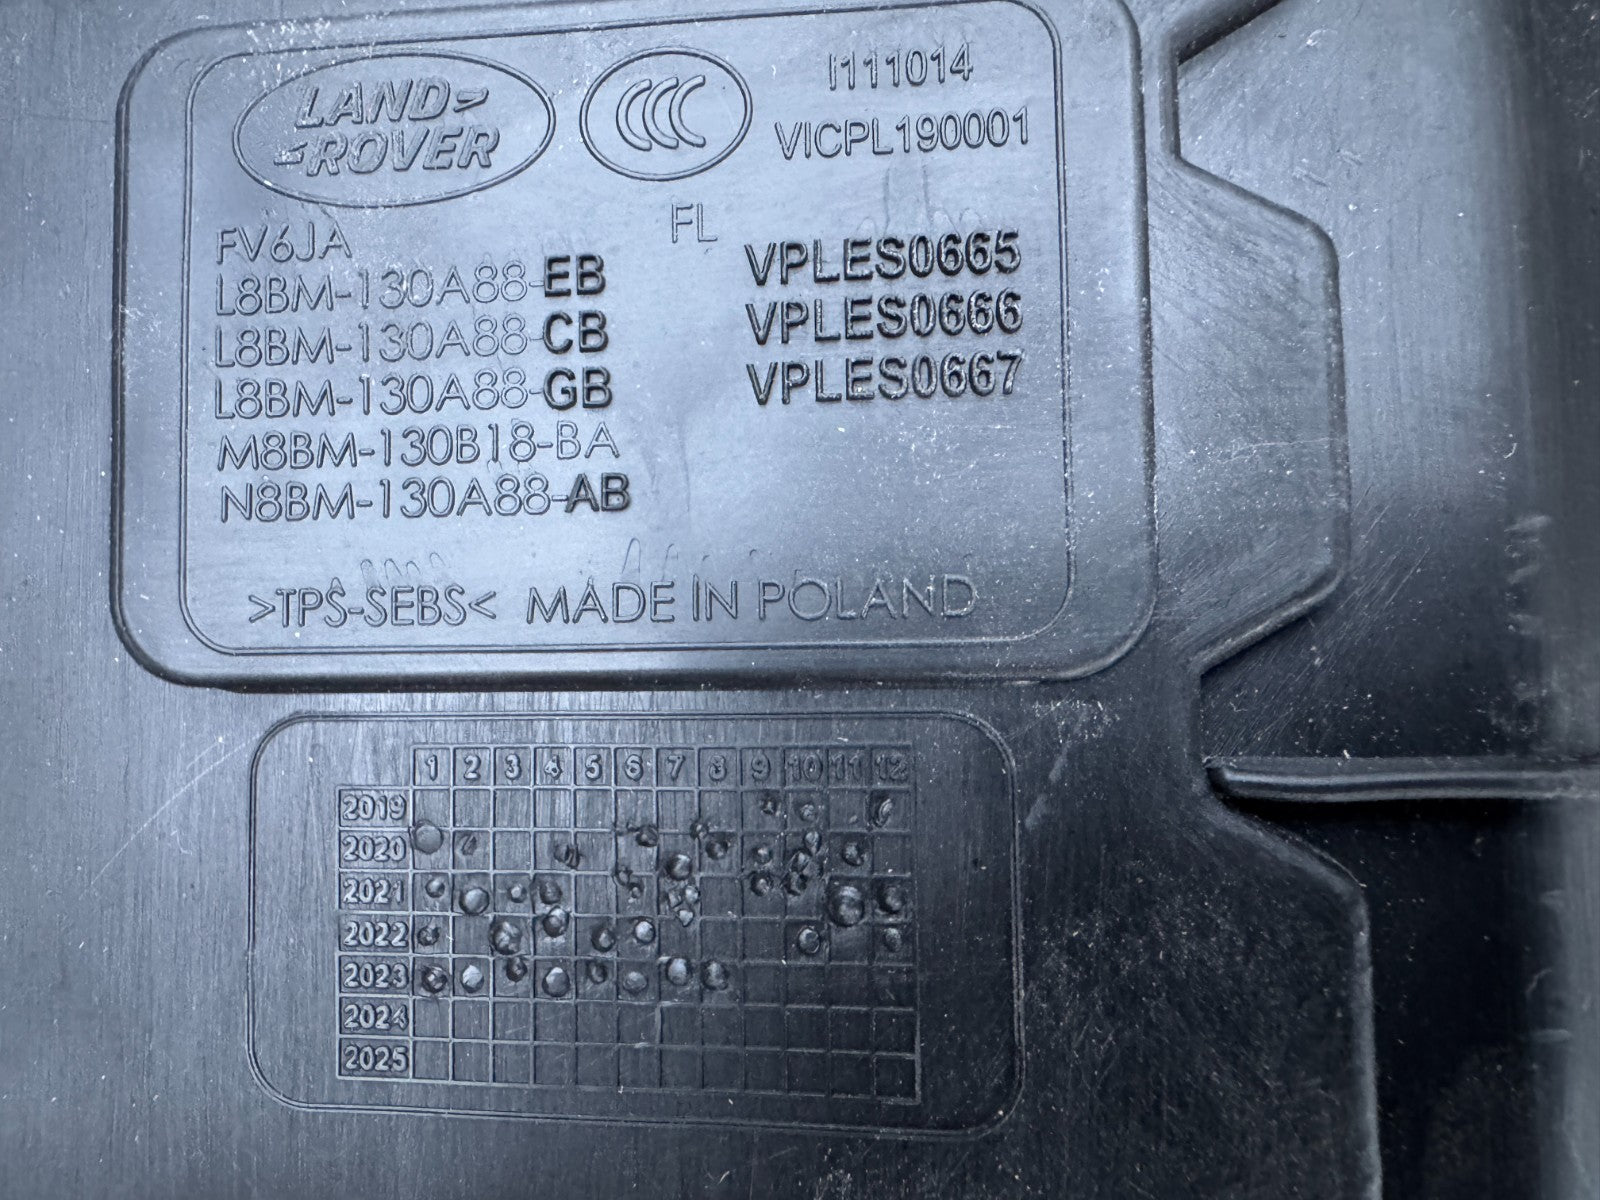 LAND
ROVER
CCC
I111014
VICPL190001
FL
FV6JA
L8BM-130A88-EB VPLES0665
L8BM-130A88-CB VPLES0666
L8BM-130A88-GB VPLES0667
M8BM-130B18-BA
N8BM-130A88-AB
>TPS-SEBS< MADE IN POLAND
1 2 3 4 5 6 7 8 9 10 11 12
2019
2020
2021
2022
2023
2024
2025